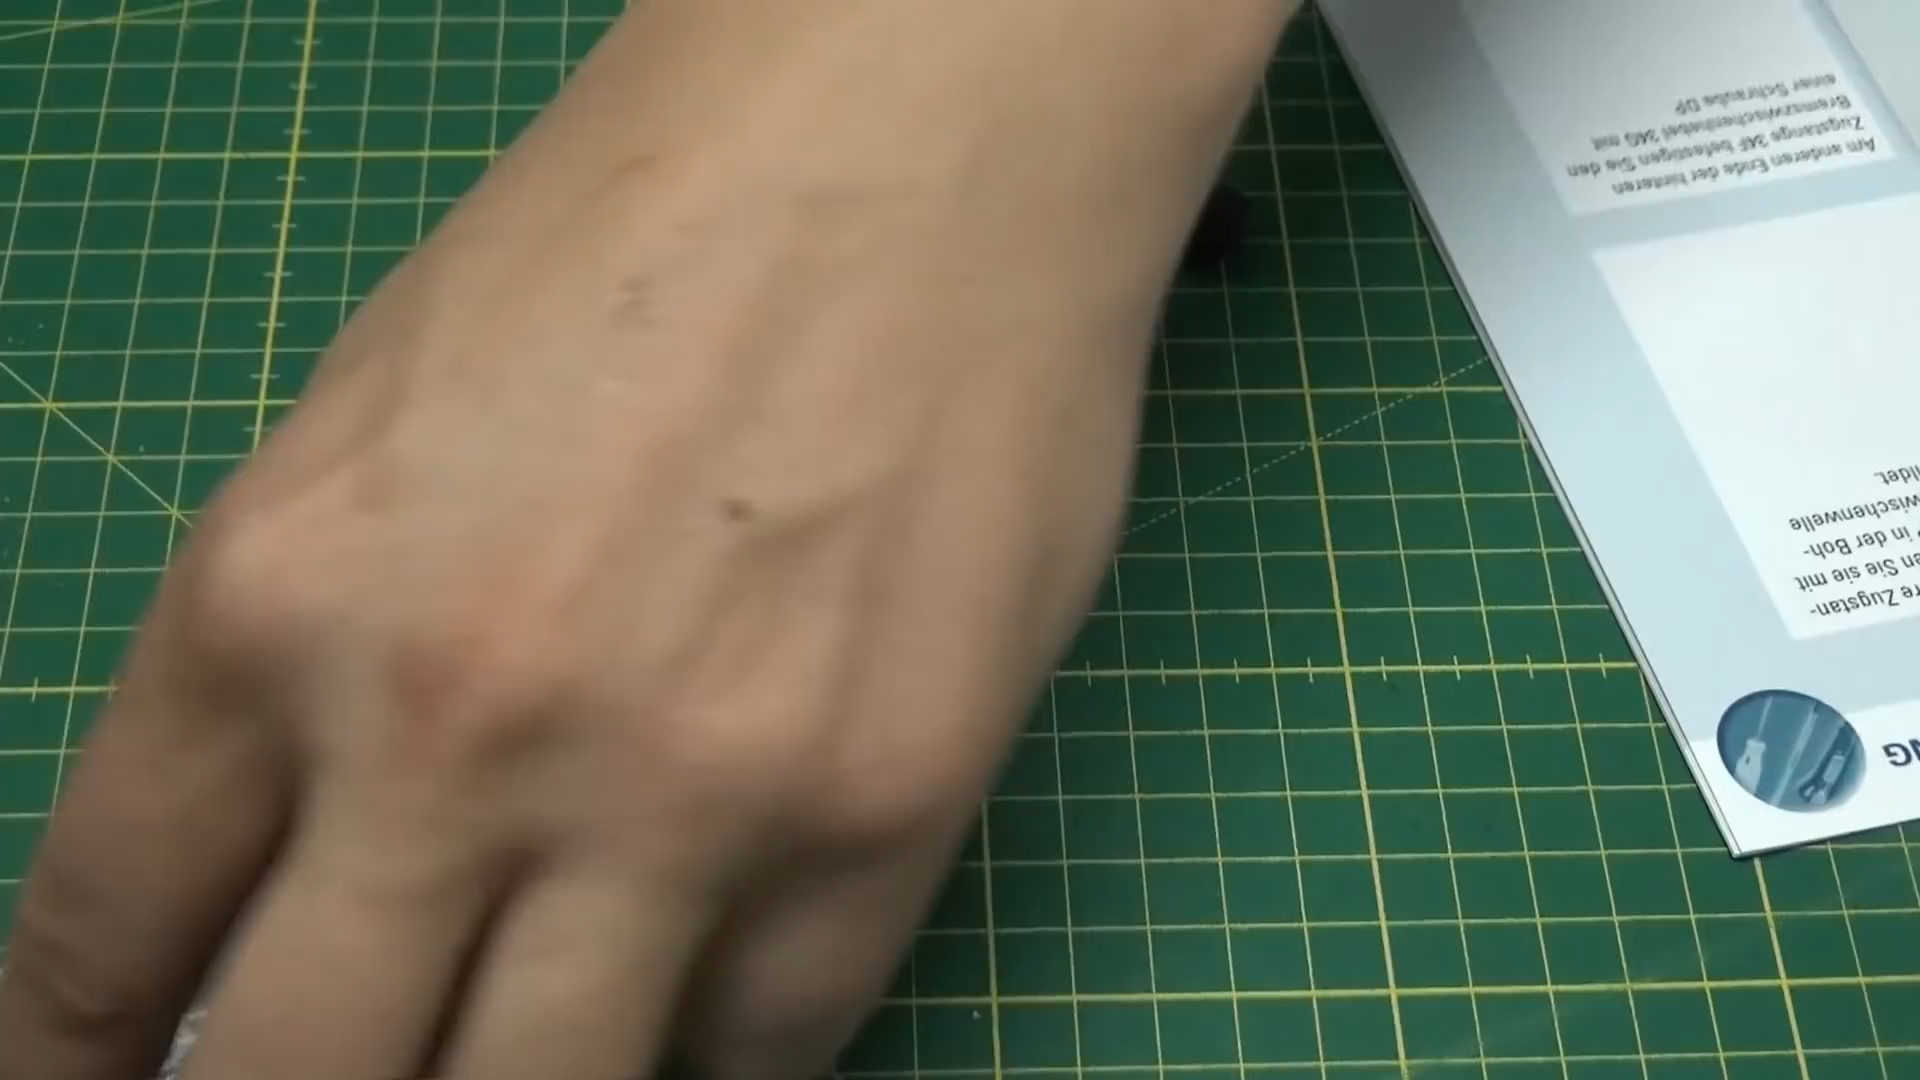 NG
re Zugstan-
en Sie sie mit
in der Boh-
wischenwelle
ildet.
Am anderen Ende der hinteren
Zugstange 34F befestigen Sie den
Bremszwischenhebel 34G mit
einer Schraube DP